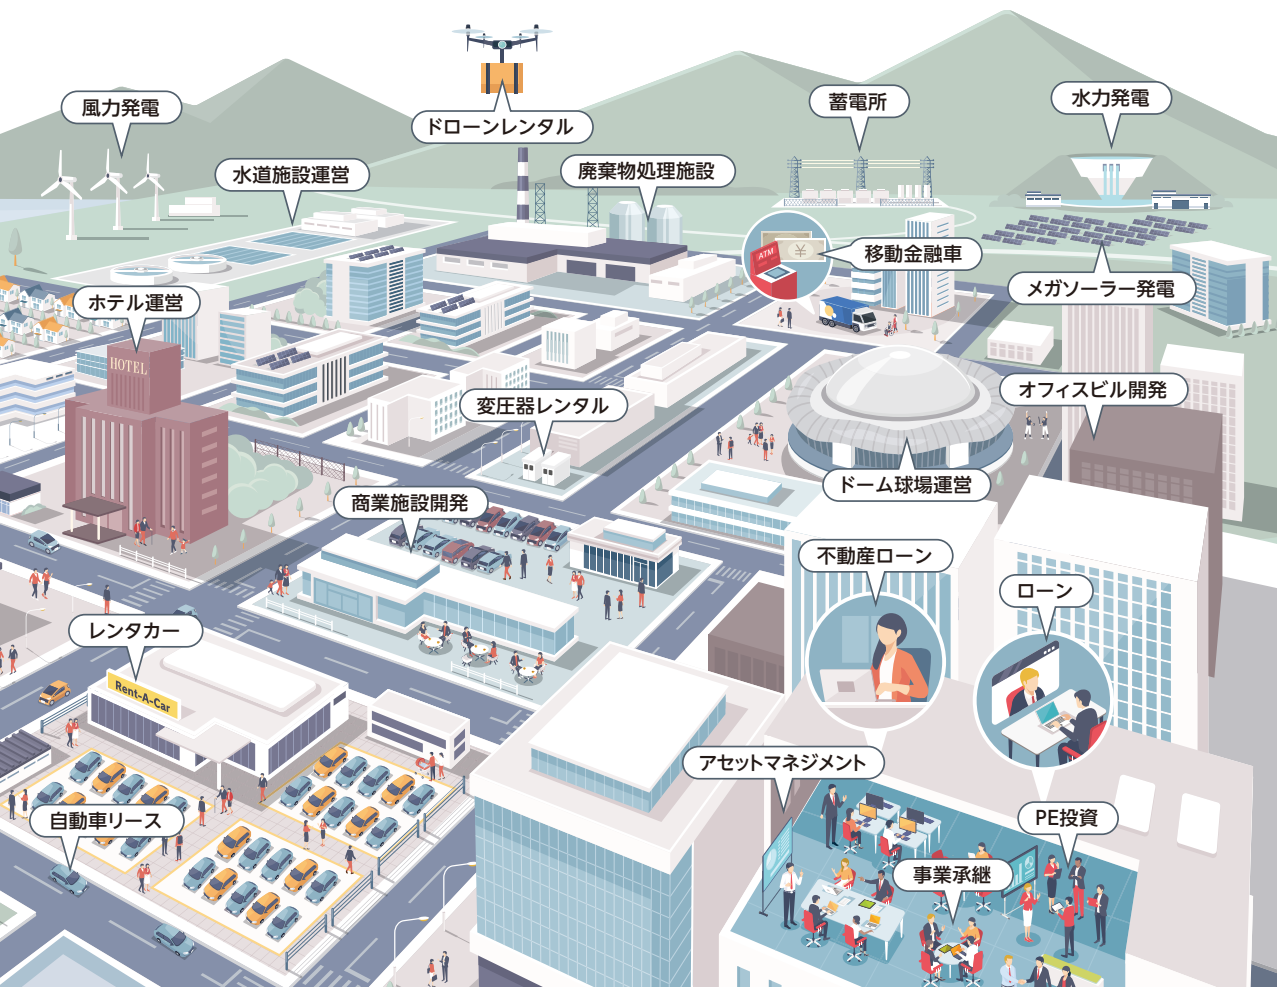 風力発電
ドローンレンタル
蓄電所
水力発電
水道施設運営
廃棄物処理施設
ATM
¥
移動金融車
メガソーラー発電
ホテル運営
HOTEL
変圧器レンタル
オフィスビル開発
ドーム球場運営
商業施設開発
不動産ローン
ローン
レンタカー
Rent-A-Car
アセットマネジメント
自動車リース
PE投資
事業承継